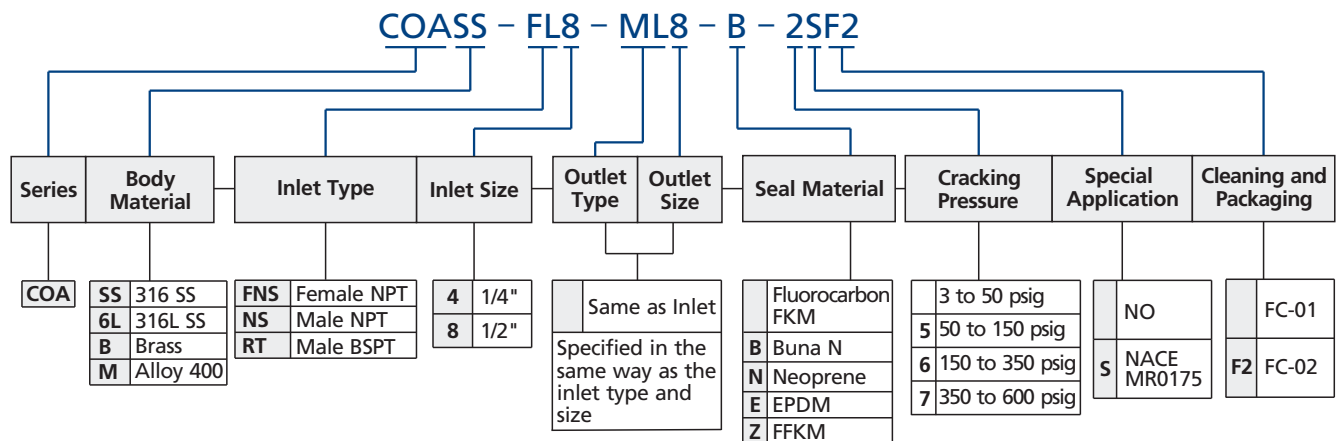 COASS – FL8 – ML8 – B – 2SF2
Series
Body
Material
Inlet Type
Inlet Size
Outlet
Type
Outlet
Size
Seal Material
Cracking
Pressure
Special
Application
Cleaning and
Packaging
COA
SS 316 SS
6L 316L SS
B Brass
M Alloy 400
FNS Female NPT
NS Male NPT
RT Male BSPT
4 1/4"
8 1/2"
Same as Inlet
Specified in the
same way as the
inlet type and
size
Fluorocarbon
FKM
B Buna N
N Neoprene
E EPDM
Z FFKM
3 to 50 psig
5 50 to 150 psig
6 150 to 350 psig
7 350 to 600 psig
NO
S NACE
MR0175
FC-01
F2 FC-02